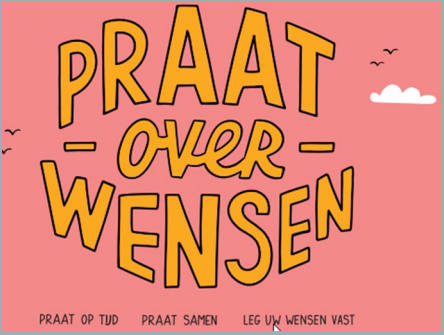 PRAAT
over
WENSEN
PRAAT OP TIJD PRAAT SAMEN LEG UW WENSEN VAST